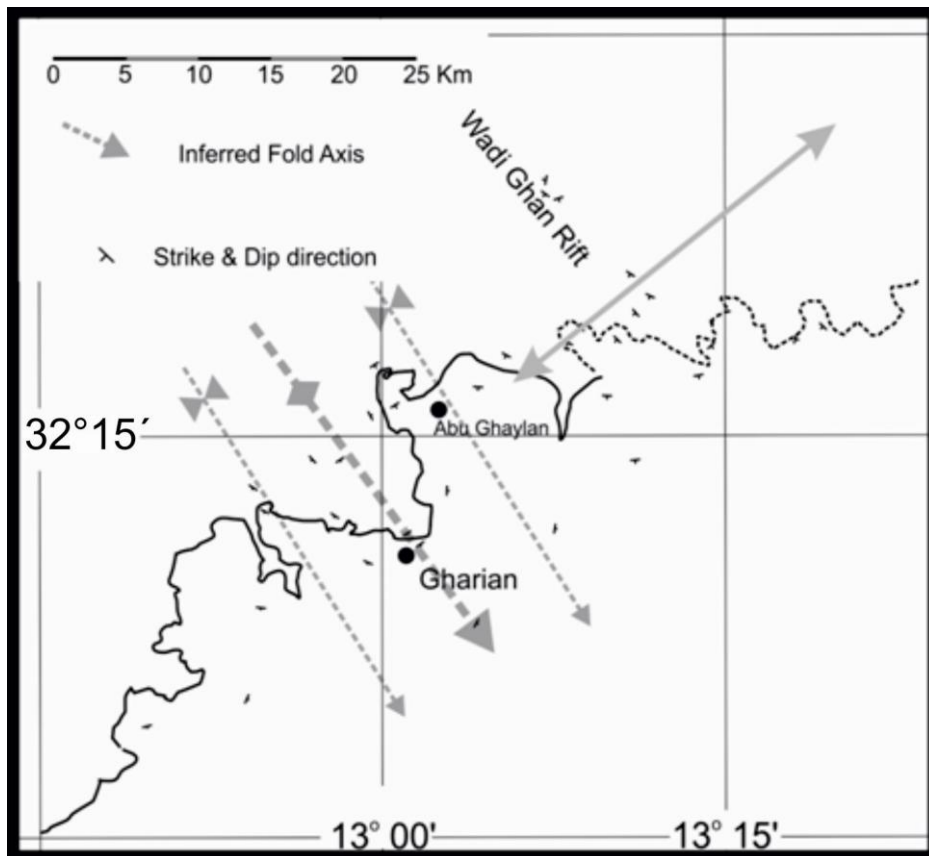 0 5 10 15 20 25 Km
Inferred Fold Axis
Strike & Dip direction
Wadi Ghan Rift
Abu Ghaylan
32°15´
Gharian
13° 00' 13° 15'